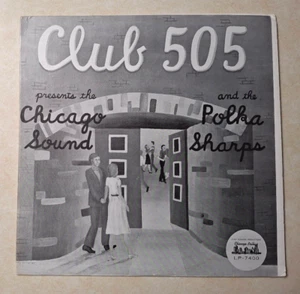 Club 505
presents the
and the
Chicago
Polka
Sound
Sharps
LP-7400